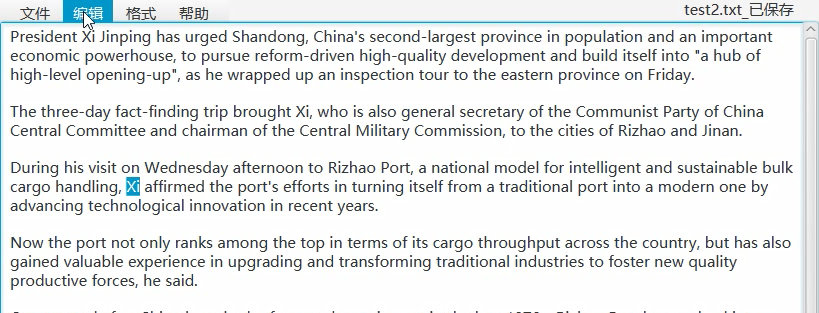 文件 编辑 格式 帮助 test2.txt_已保存
President Xi Jinping has urged Shandong, China's second-largest province in population and an important
economic powerhouse, to pursue reform-driven high-quality development and build itself into "a hub of
high-level opening-up", as he wrapped up an inspection tour to the eastern province on Friday.
The three-day fact-finding trip brought Xi, who is also general secretary of the Communist Party of China
Central Committee and chairman of the Central Military Commission, to the cities of Rizhao and Jinan.
During his visit on Wednesday afternoon to Rizhao Port, a national model for intelligent and sustainable bulk
cargo handling, Xi affirmed the port's efforts in turning itself from a traditional port into a modern one by
advancing technological innovation in recent years.
Now the port not only ranks among the top in terms of its cargo throughput across the country, but has also
gained valuable experience in upgrading and transforming traditional industries to foster new quality
productive forces, he said.